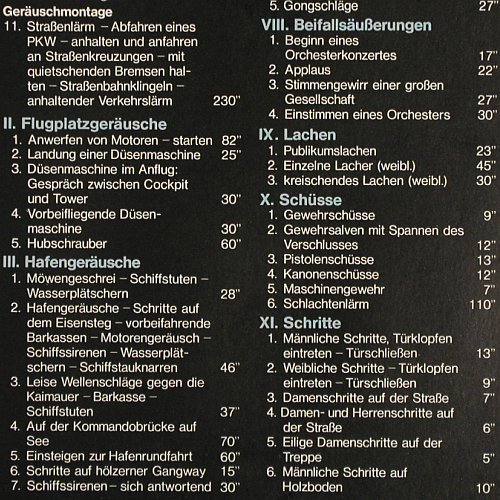 Geräuschmontage
11. Straßenlärm – Abfahren eines
PKW – anhalten und anfahren
an Straßenkreuzungen – mit
quietschenden Bremsen hal-
ten – Straßenbahnklingeln –
anhaltender Verkehrslärm 230"
II. Flugplatzgeräusche
1. Anwerfen von Motoren – starten 82"
2. Landung einer Düsenmaschine 25"
3. Düsenmaschine im Anflug:
Gespräch zwischen Cockpit
und Tower 30"
4. Vorbeifliegende Düsen-
maschine 30"
5. Hubschrauber 60"
III. Hafengeräusche
1. Möwengeschrei – Schiffstuten –
Wasserplätschern 28"
2. Hafengeräusche – Schritte auf
dem Eisensteg – vorbeifahrende
Barkassen – Motorengeräusch –
Schiffssirenen – Wasserplät-
schern – Schiffstauknarren 46"
3. Leise Wellenschläge gegen die
Kaimauer – Barkasse –
Schiffstuten 37"
4. Auf der Kommandobrücke auf
See 70"
5. Einsteigen zur Hafenrundfahrt 60"
6. Schritte auf hölzerner Gangway 15"
7. Schiffssirenen – sich antwortend 30"
5. Gongschläge 27"
VIII. Beifallsäußerungen
1. Beginn eines
Orchesterkonzertes 17"
2. Applaus 22"
3. Stimmengewirr einer großen
Gesellschaft 27"
4. Einstimmen eines Orchesters 30"
IX. Lachen
1. Publikumslachen 23"
2. Einzelne Lacher (weibl.) 45"
3. kreischendes Lachen (weibl.) 30"
X. Schüsse
1. Gewehrschüsse 9"
2. Gewehrsalven mit Spannen des
Verschlusses 12"
3. Pistolenschüsse 13"
4. Kanonenschüsse 12"
5. Maschinengewehr 7"
6. Schlachtenlärm 110"
XI. Schritte
1. Männliche Schritte, Türklopfen
eintreten – Türschließen 13"
2. Weibliche Schritte – Türklopfen
eintreten – Türschließen 9"
3. Damenschritte auf der Straße 7"
4. Damen- und Herrenschritte auf
der Straße 6"
5. Eilige Damenschritte auf der
Treppe 5"
6. Männliche Schritte auf
Holzboden 10"